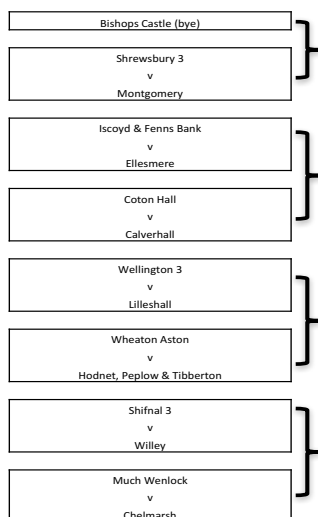 Bishops Castle (bye)
Shrewsbury 3
v
Montgomery
Iscoyd & Fenns Bank
v
Ellesmere
Coton Hall
v
Calverhall
Wellington 3
v
Lilleshall
Wheaton Aston
v
Hodnet, Peplow & Tibberton
Shifnal 3
v
Willey
Much Wenlock
v
Chelmarsh